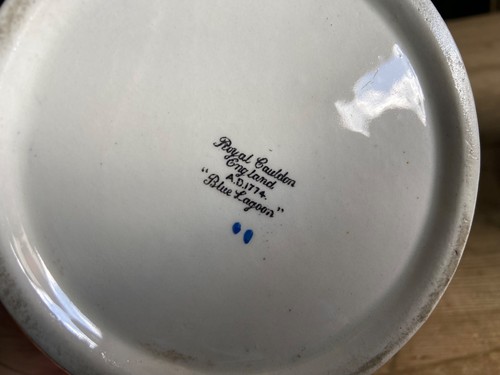 Royal Cauldon
England
A.D.1774.
"Blue Lagoon"